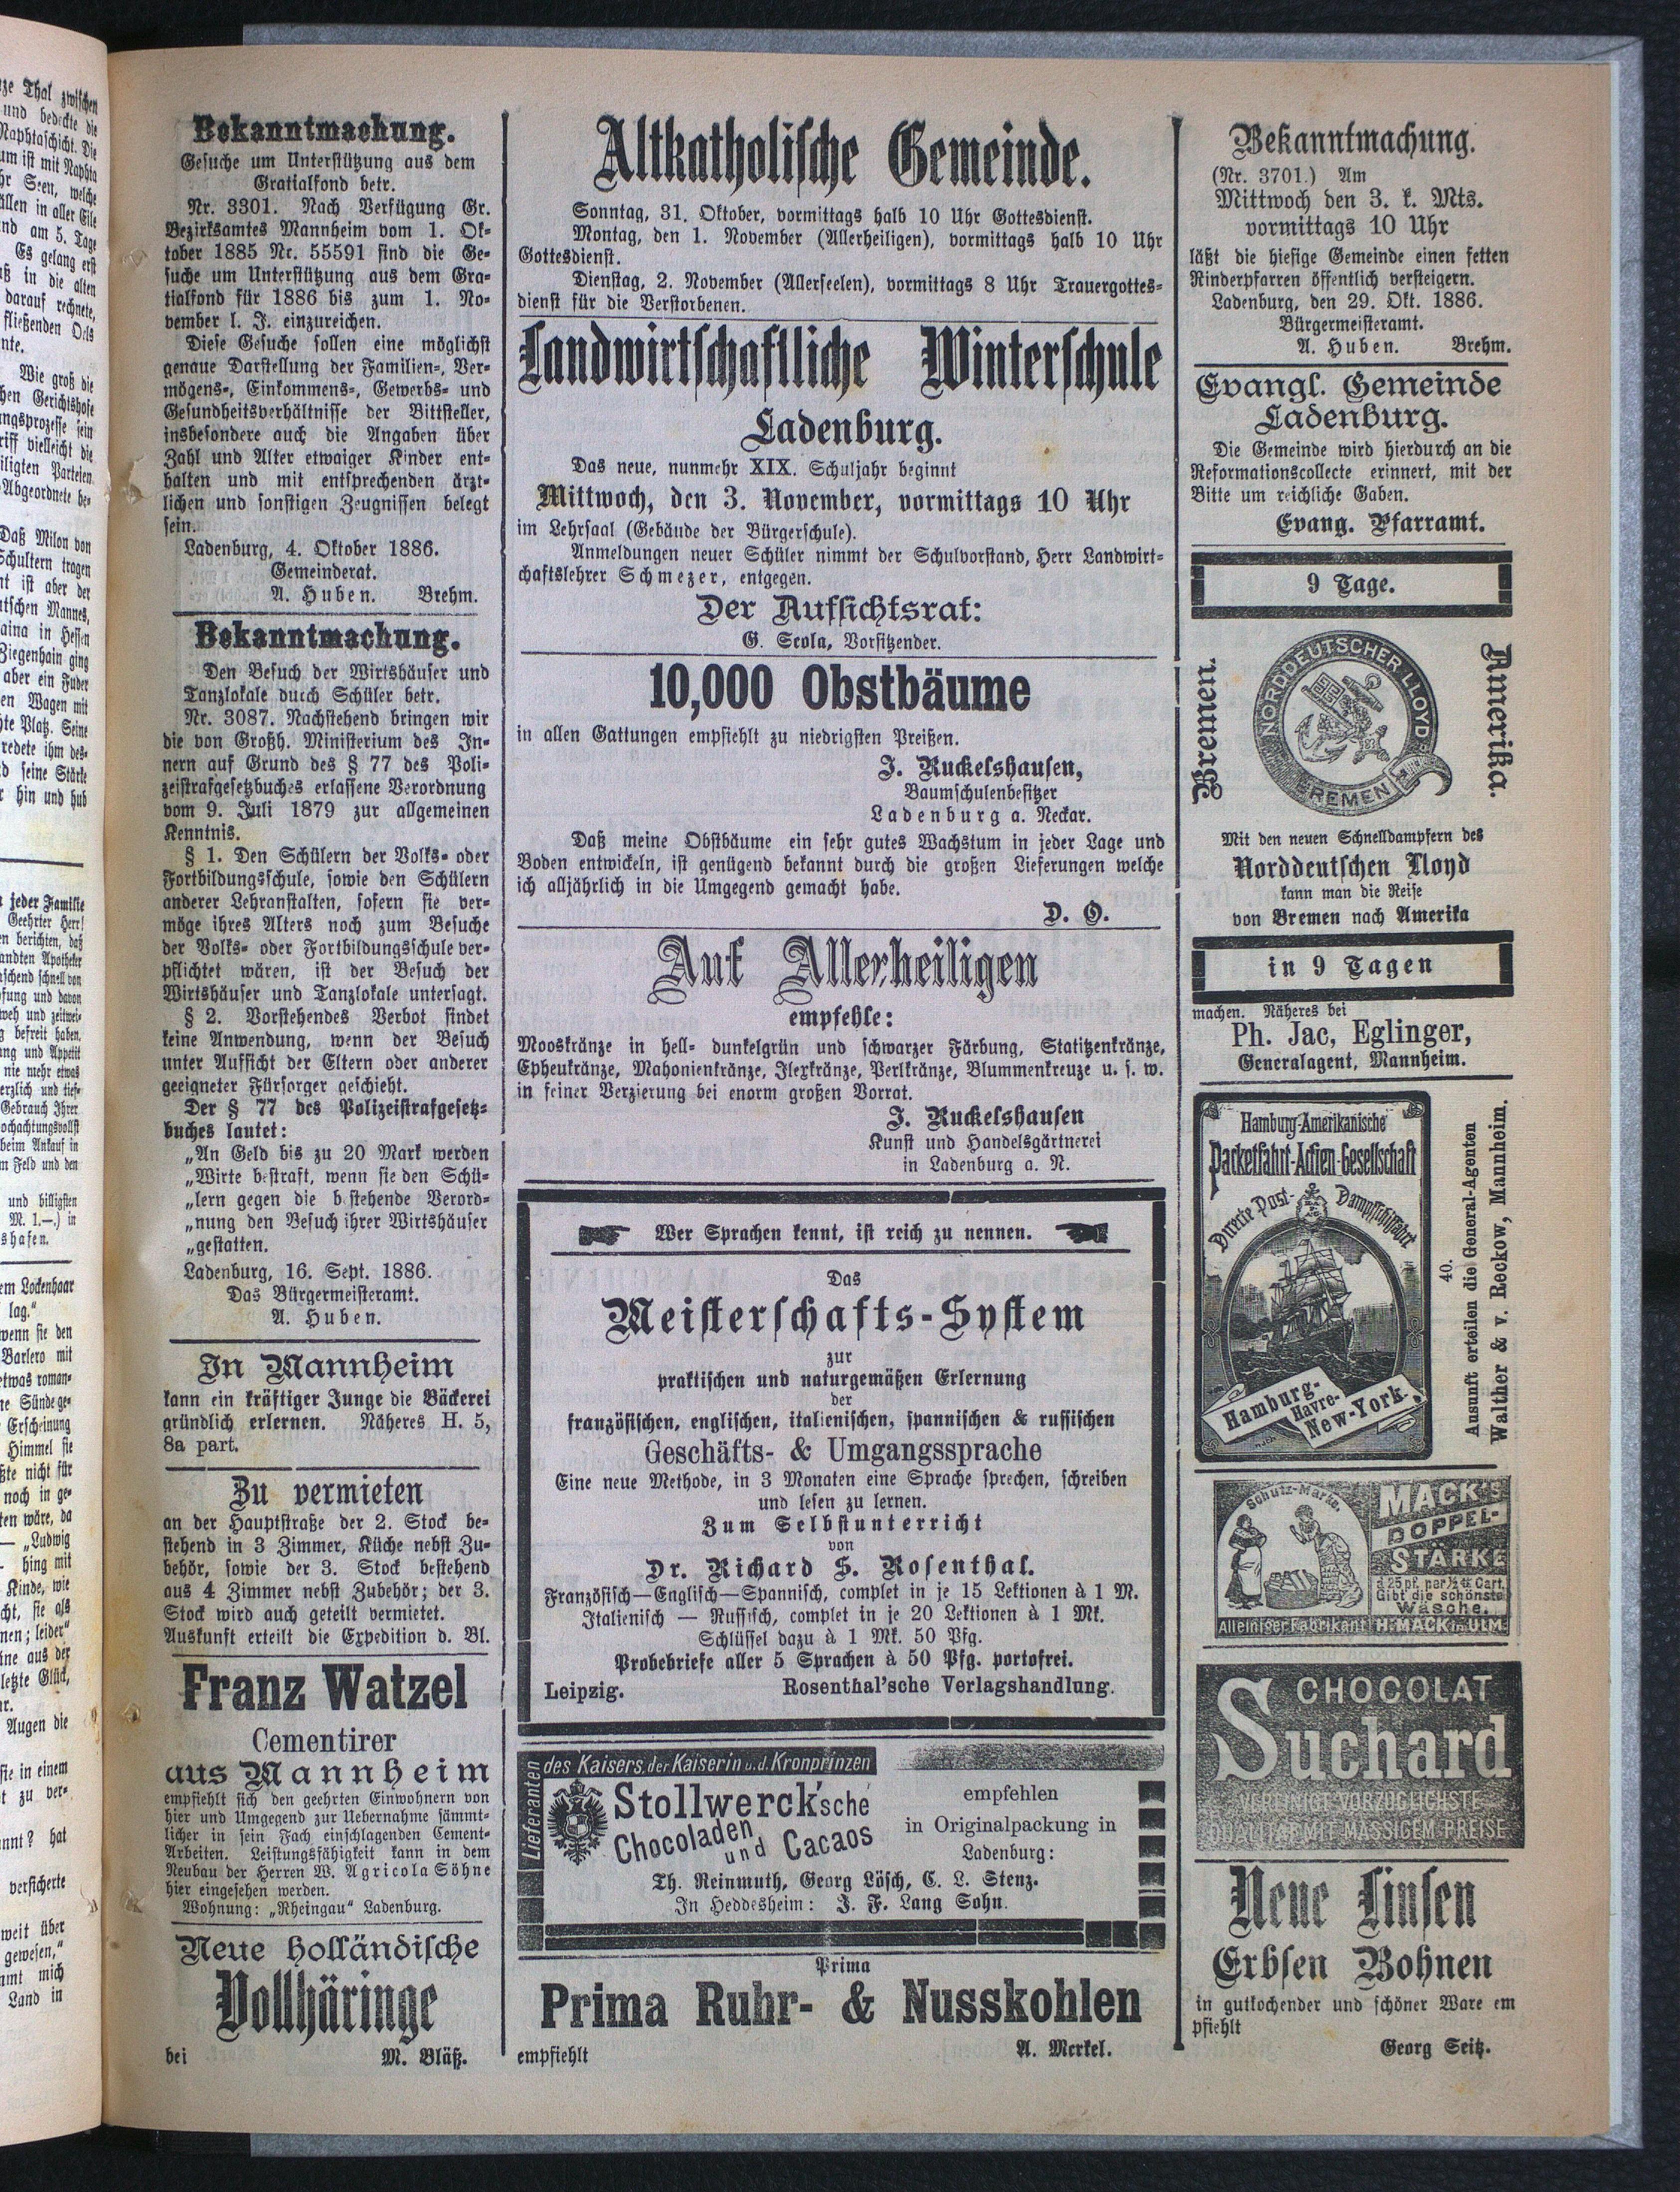 Bekanntmachung.
Gesuche um Unterstützung aus dem
Gratialfond betr.
Nr. 3301. Nach Verfügung Gr.
Bezirksamtes Mannheim vom 1. Ok-
tober 1885 Nr. 55591 sind die Ge-
suche um Unterstützung aus dem Gra-
tialfond für 1886 bis zum 1. No-
vember l. J. einzureichen.
Diese Gesuche sollen eine möglichst
genaue Darstellung der Familien-, Ver-
mögens-, Einkommens-, Gewerbs- und
Gesundheitsverhältnisse der Bittsteller,
insbesondere auch die Angaben über
Zahl und Alter etwaiger Kinder ent-
halten und mit entsprechenden ärzt-
lichen und sonstigen Zeugnissen belegt
sein.
Ladenburg, 4. Oktober 1886.
Gemeinderat.
A. Huben. Brehm.
Bekanntmachung.
Den Besuch der Wirtshäuser und
Tanzlokale durch Schüler betr.
Nr. 3087. Nachstehend bringen wir
die von Großh. Ministerium des In-
nern auf Grund des § 77 des Poli-
zeistrafgesetzbuches erlassene Verordnung
vom 9. Juli 1879 zur allgemeinen
Kenntnis.
§ 1. Den Schülern der Volks- oder
Fortbildungsschule, sowie den Schülern
anderer Lehranstalten, sofern sie ver-
möge ihres Alters noch zum Besuche
der Volks- oder Fortbildungsschule ver-
pflichtet wären, ist der Besuch der
Wirtshäuser und Tanzlokale untersagt.
§ 2. Vorstehendes Verbot findet
keine Anwendung, wenn der Besuch
unter Aufsicht der Eltern oder anderer
geeigneter Fürsorger geschieht.
Der § 77 des Polizeistrafgesetz-
buches lautet:
„An Geld bis zu 20 Mark werden
„Wirte bestraft, wenn sie den Schü-
„lern gegen die bestehende Verord-
„nung den Besuch ihrer Wirtshäuser
„gestatten.
Ladenburg, 16. Sept. 1886.
Das Bürgermeisteramt.
A. Huben.
In Mannheim
kann ein kräftiger Junge die Bäckerei
gründlich erlernen. Näheres H. 5,
8a part.
Zu vermieten
an der Hauptstraße der 2. Stock be-
stehend in 3 Zimmer, Küche nebst Zu-
behör, sowie der 3. Stock bestehend
aus 4 Zimmer nebst Zubehör; der 3.
Stock wird auch geteilt vermietet.
Auskunft erteilt die Expedition d. Bl.
Franz Watzel
Cementirer
aus Mannheim
empfiehlt sich den geehrten Einwohnern von
hier und Umgegend zur Uebernahme sämmt-
licher in sein Fach einschlagenden Cement-
Arbeiten. Leistungsfähigkeit kann in dem
Neubau der Herren W. Agricola Söhne
hier eingesehen werden.
Wohnung: „Rheingau“ Ladenburg.
Neue holländische
Vollhäringe
bei M. Bläß.
Altkatholische Gemeinde.
Sonntag, 31. Oktober, vormittags halb 10 Uhr Gottesdienst.
Montag, den 1. November (Allerheiligen), vormittags halb 10 Uhr
Gottesdienst.
Dienstag, 2. November (Allerseelen), vormittags 8 Uhr Trauergottes-
dienst für die Verstorbenen.
Landwirtschaftliche Winterschule
Ladenburg.
Das neue, nunmehr XIX. Schuljahr beginnt
Mittwoch, den 3. November, vormittags 10 Uhr
im Lehrsaal (Gebäude der Bürgerschule).
Anmeldungen neuer Schüler nimmt der Schulvorstand, Herr Landwirt-
chaftslehrer Schmezer, entgegen.
Der Aufsichtsrat:
G. Scola, Vorsitzender.
10,000 Obstbäume
in allen Gattungen empfiehlt zu niedrigsten Preißen.
J. Ruckelshausen,
Baumschulenbesitzer
Ladenburg a. Neckar.
Daß meine Obstbäume ein sehr gutes Wachstum in jeder Lage und
Boden entwickeln, ist genügend bekannt durch die großen Lieferungen welche
ich alljährlich in die Umgegend gemacht habe.
D. O.
Auf Allerheiligen
empfehle:
Mooskränze in hell- dunkelgrün und schwarzer Färbung, Statitzenkränze,
Epheukränze, Mahonienkränze, Ilexkränze, Perlkränze, Blummenkreuze u. s. w.
in feiner Verzierung bei enorm großen Vorrat.
J. Ruckelshausen
Kunst und Handelsgärtnerei
in Ladenburg a. N.
Wer Sprachen kennt, ist reich zu nennen.
Das
Meisterschafts-System
zur
praktischen und naturgemäßen Erlernung
der
französischen, englischen, italienischen, spannischen & russischen
Geschäfts- & Umgangssprache
Eine neue Methode, in 3 Monaten eine Sprache sprechen, schreiben
und lesen zu lernen.
Zum Selbstunterricht
von
Dr. Richard S. Rosenthal.
Französisch—Englisch—Spannisch, complet in je 15 Lektionen à 1 M.
Italienisch — Russisch, complet in je 20 Lektionen à 1 Mk.
Schlüssel dazu à 1 Mk. 50 Pfg.
Probebriefe aller 5 Sprachen à 50 Pfg. portofrei.
Leipzig. Rosenthal'sche Verlagshandlung.
Lieferanten des Kaisers, der Kaiserin u. d. Kronprinzen
Stollwerck'sche
Chocoladen und Cacaos
empfehlen
in Originalpackung in
Ladenburg:
Th. Reinmuth, Georg Lösch, C. L. Stenz.
In Heddesheim: J. F. Lang Sohn.
Prima
Prima Ruhr- & Nusskohlen
empfiehlt A. Merkel.
Bekanntmachung.
(Nr. 3701.) Am
Mittwoch den 3. k. Mts.
vormittags 10 Uhr
läßt die hiesige Gemeinde einen fetten
Rinderpfarren öffentlich versteigern.
Ladenburg, den 29. Okt. 1886.
Bürgermeisteramt.
A. Huben. Brehm.
Evangl. Gemeinde
Ladenburg.
Die Gemeinde wird hierdurch an die
Reformationscollecte erinnert, mit der
Bitte um reichliche Gaben.
Evang. Pfarramt.
9 Tage.
Bremen.
NORDDEUTSCHER LLOYD
BREMEN
Amerika.
Mit den neuen Schnelldampfern des
Norddeutschen Lloyd
kann man die Reise
von Bremen nach Amerika
in 9 Tagen
machen. Näheres bei
Ph. Jac, Eglinger,
Generalagent, Mannheim.
Hamburg-Amerikanische
Packetfahrt-Actien-Gesellschaft
Directe Post-Dampfschiffahrt
Hamburg-
Havre-
New-York.
40.
Auskunft erteilen die General-Agenten
Walther & v. Reckow, Mannheim.
Schutz-Marke.
MACK'S
DOPPEL-
STÄRKE
à 25 pf. per ½ ℔ Cart.
Gibt die schönste
Wäsche.
Alleiniger Fabrikant H. MACK in ULM.
CHOCOLAT
Suchard
VEREINIGT VORZÜGLICHSTE
QUALITÄT MIT MÄSSIGEM PREISE
Neue Linsen
Erbsen Bohnen
in gutkochender und schöner Ware em
pfiehlt
Georg Seitz.